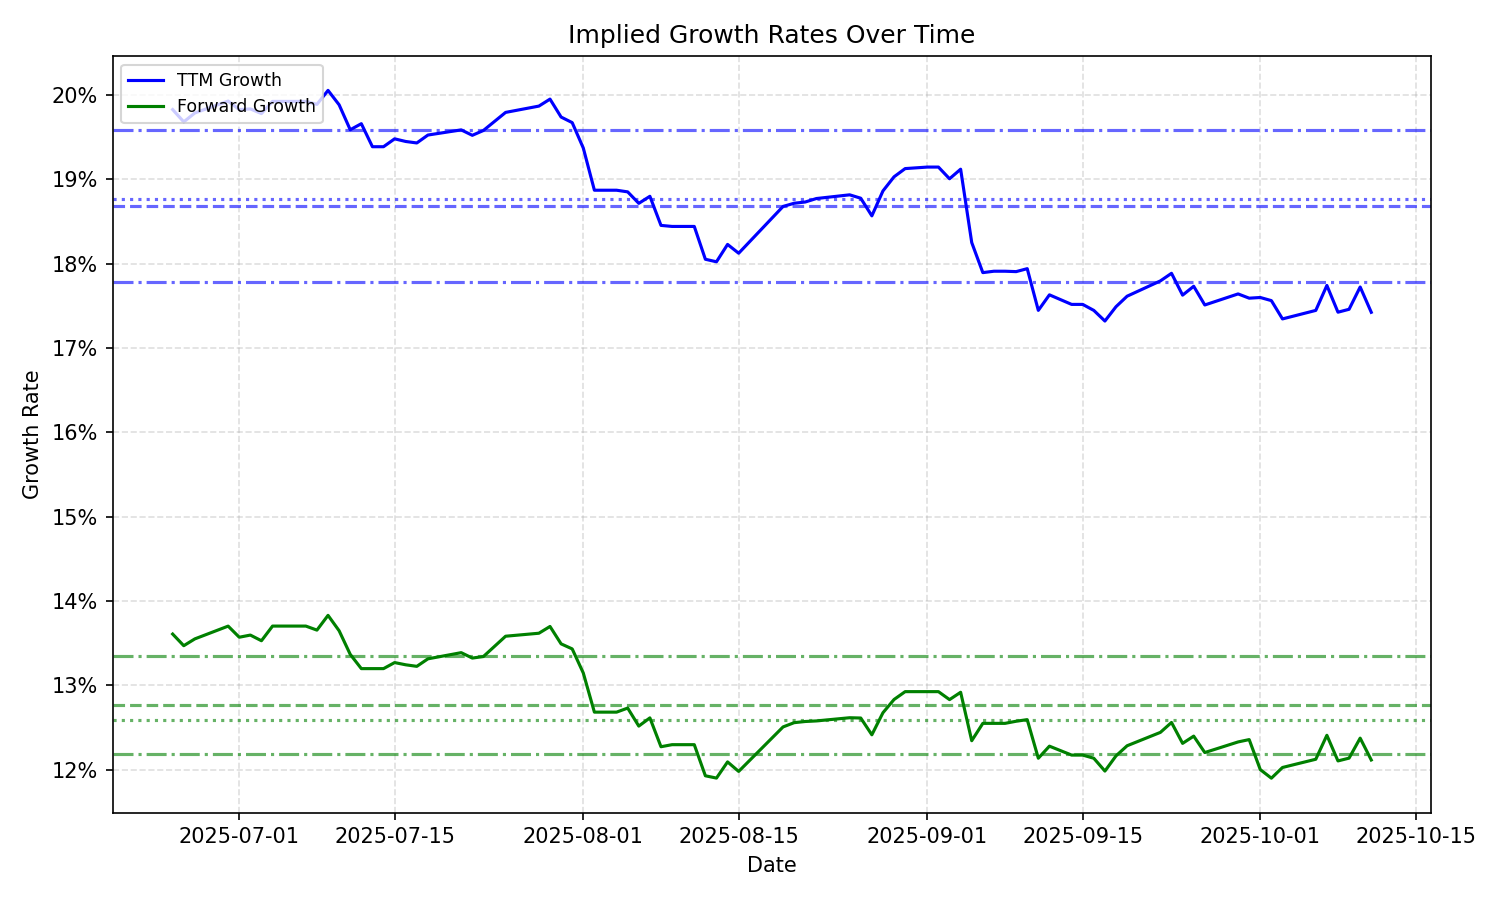 Implied Growth Rates Over Time
TTM Growth
Forward Growth
20%
19%
18%
17%
16%
15%
14%
13%
12%
Growth Rate
2025-07-01 2025-07-15 2025-08-01 2025-08-15 2025-09-01 2025-09-15 2025-10-01 2025-10-15
Date